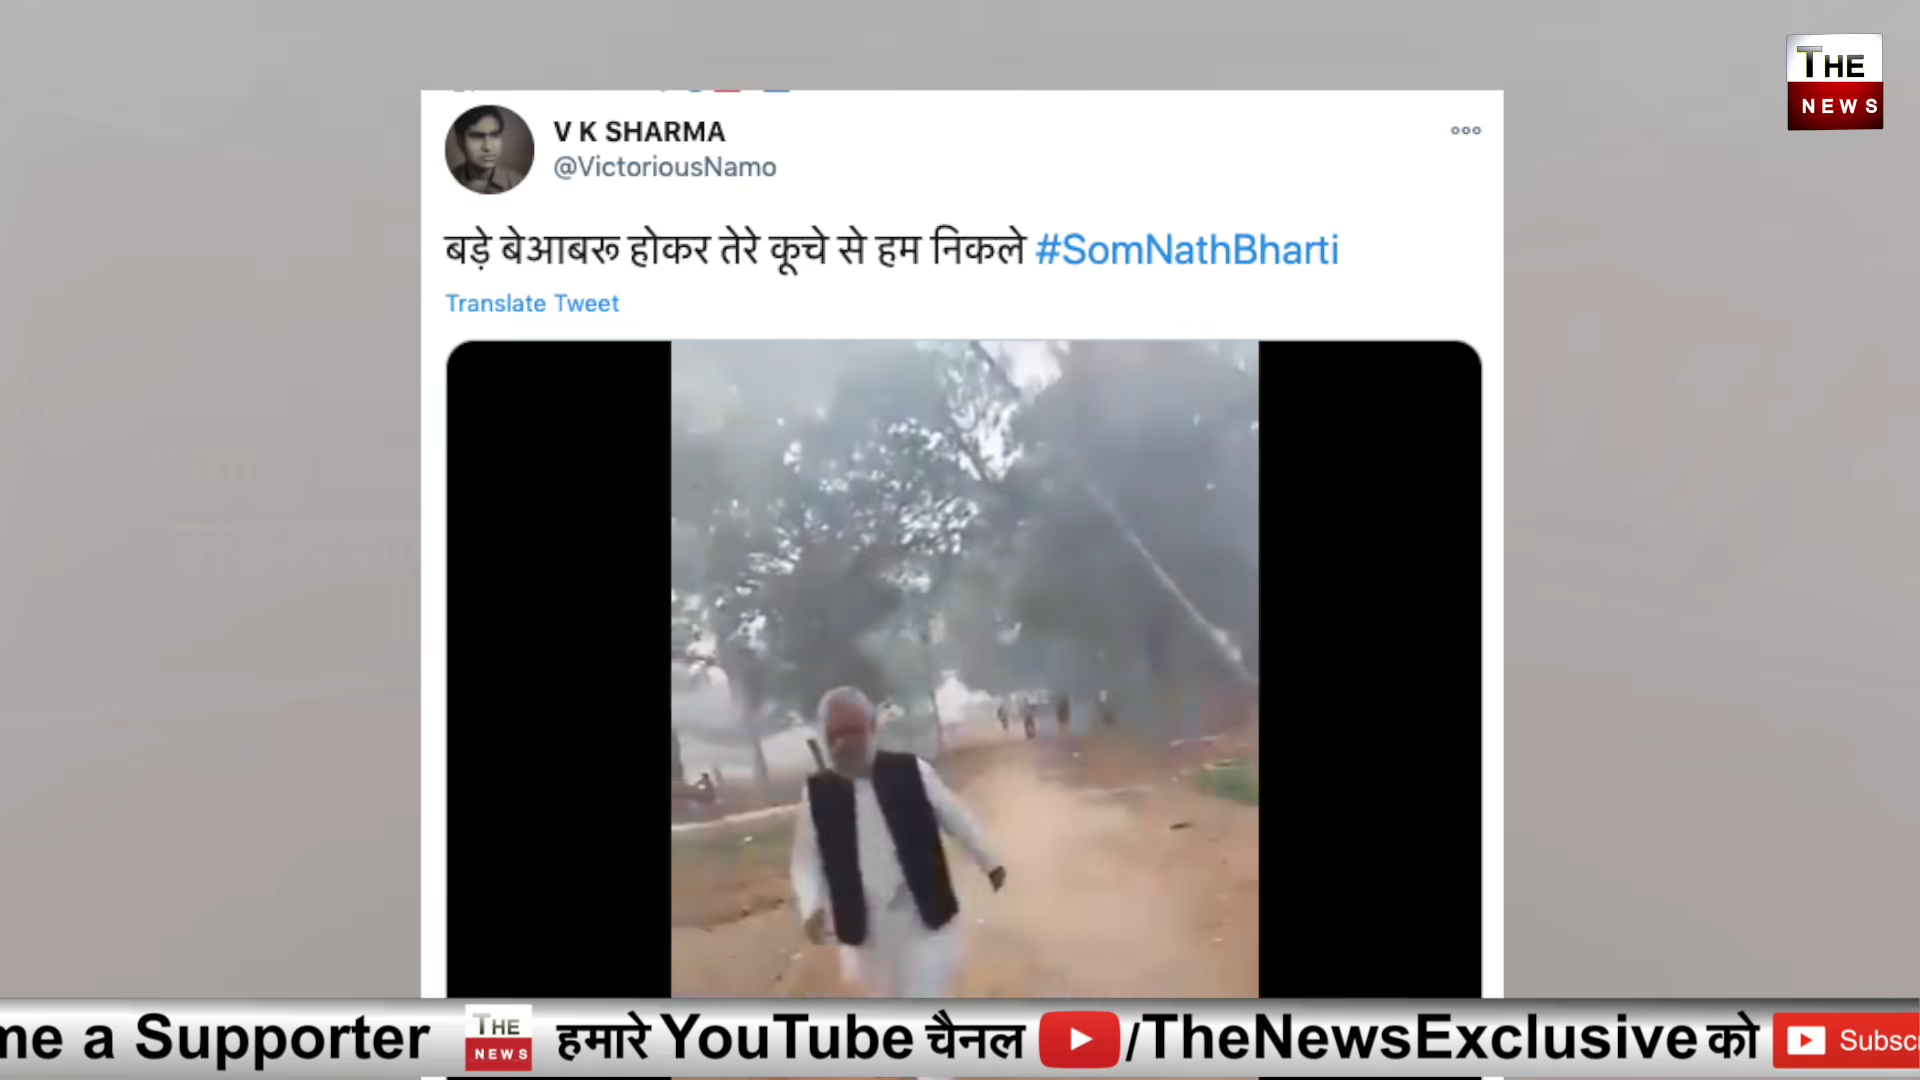 THE
NEWS
V K SHARMA
@VictoriousNamo
बड़े बेआबरू होकर तेरे कूचे से हम निकले #SomNathBharti
Translate Tweet
me a Supporter THE NEWS हमारे YouTube चैनल /TheNewsExclusive को Subsc